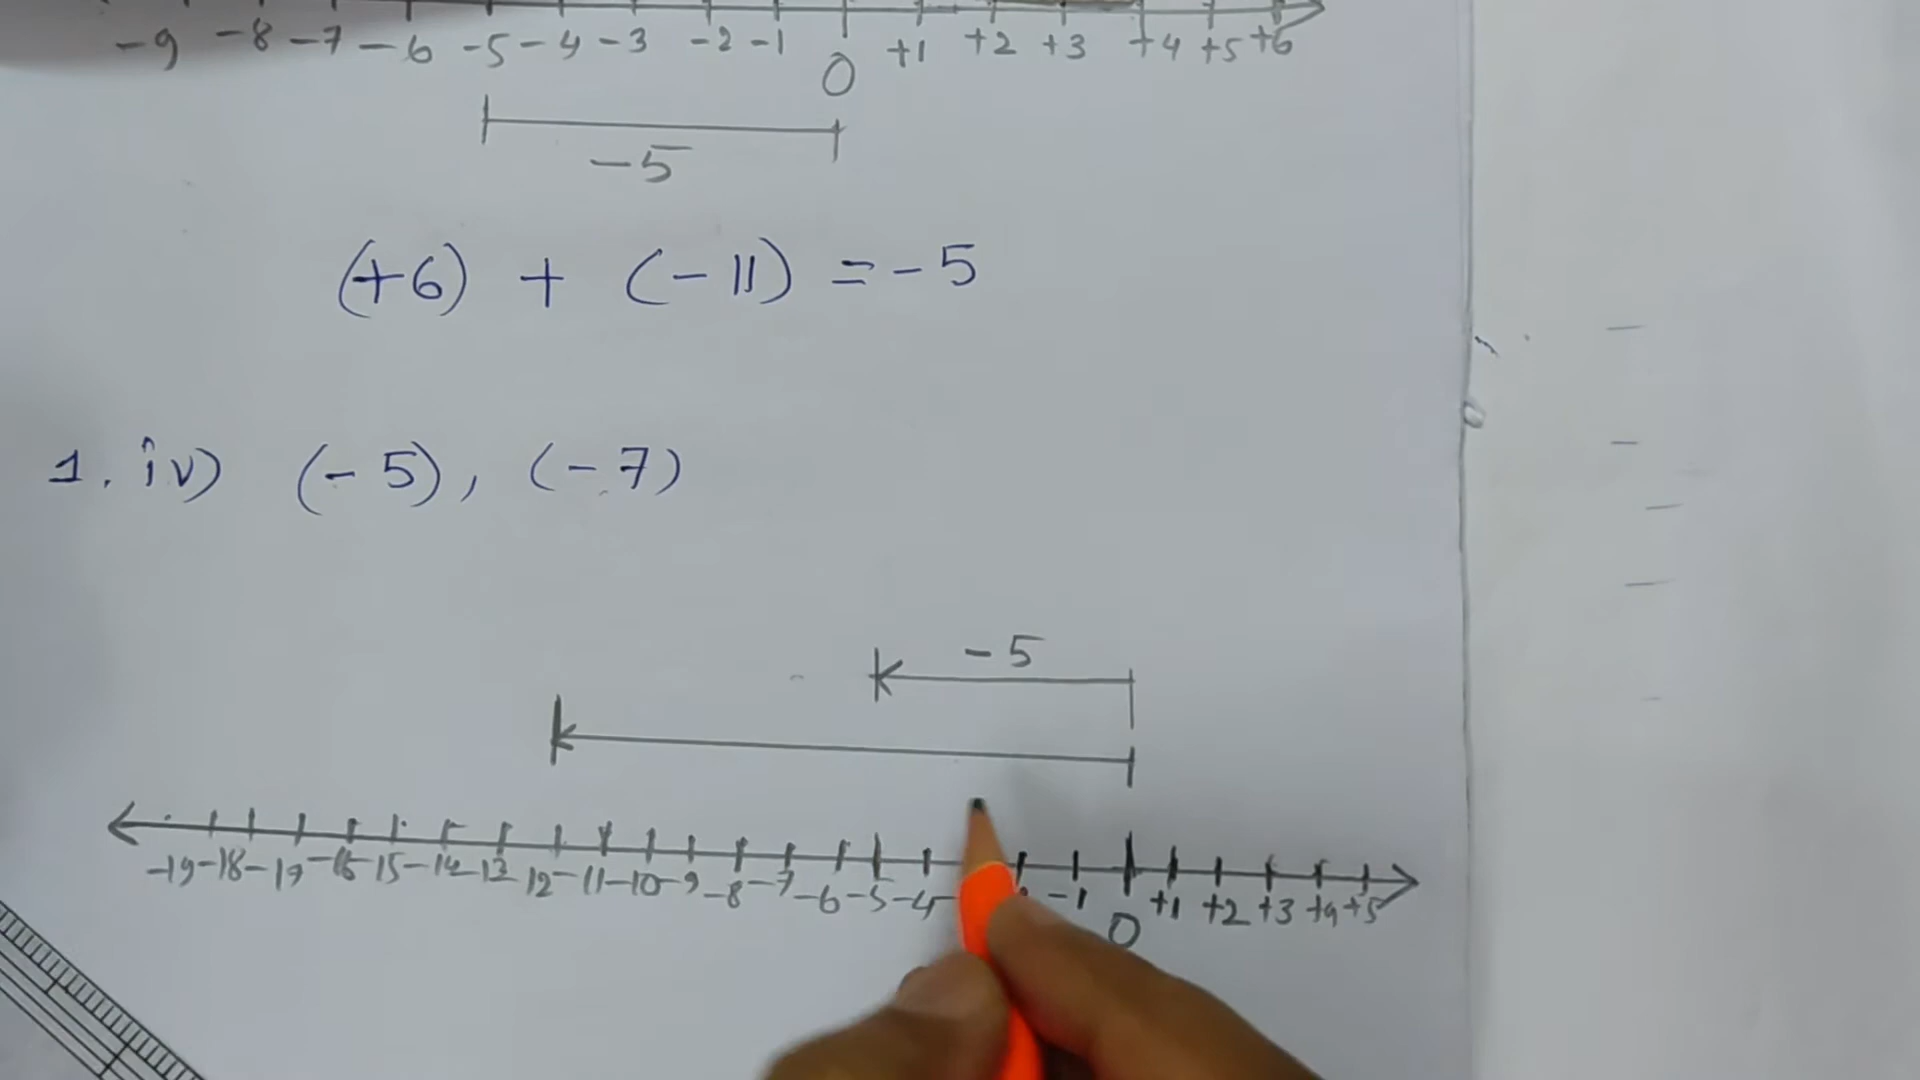 -9 -8 -7 -6 -5 -4 -3 -2 -1 0 +1 +2 +3 +4 +5 +6
-5
(+6) + (-11) = -5
1. iv) (-5), (-7)
-5
-19 -18 -17 -16 -15 -14 -13 12 -11 -10 -9 -8 -7 -6 -5 -4 -1 0 +1 +2 +3 +4 +5